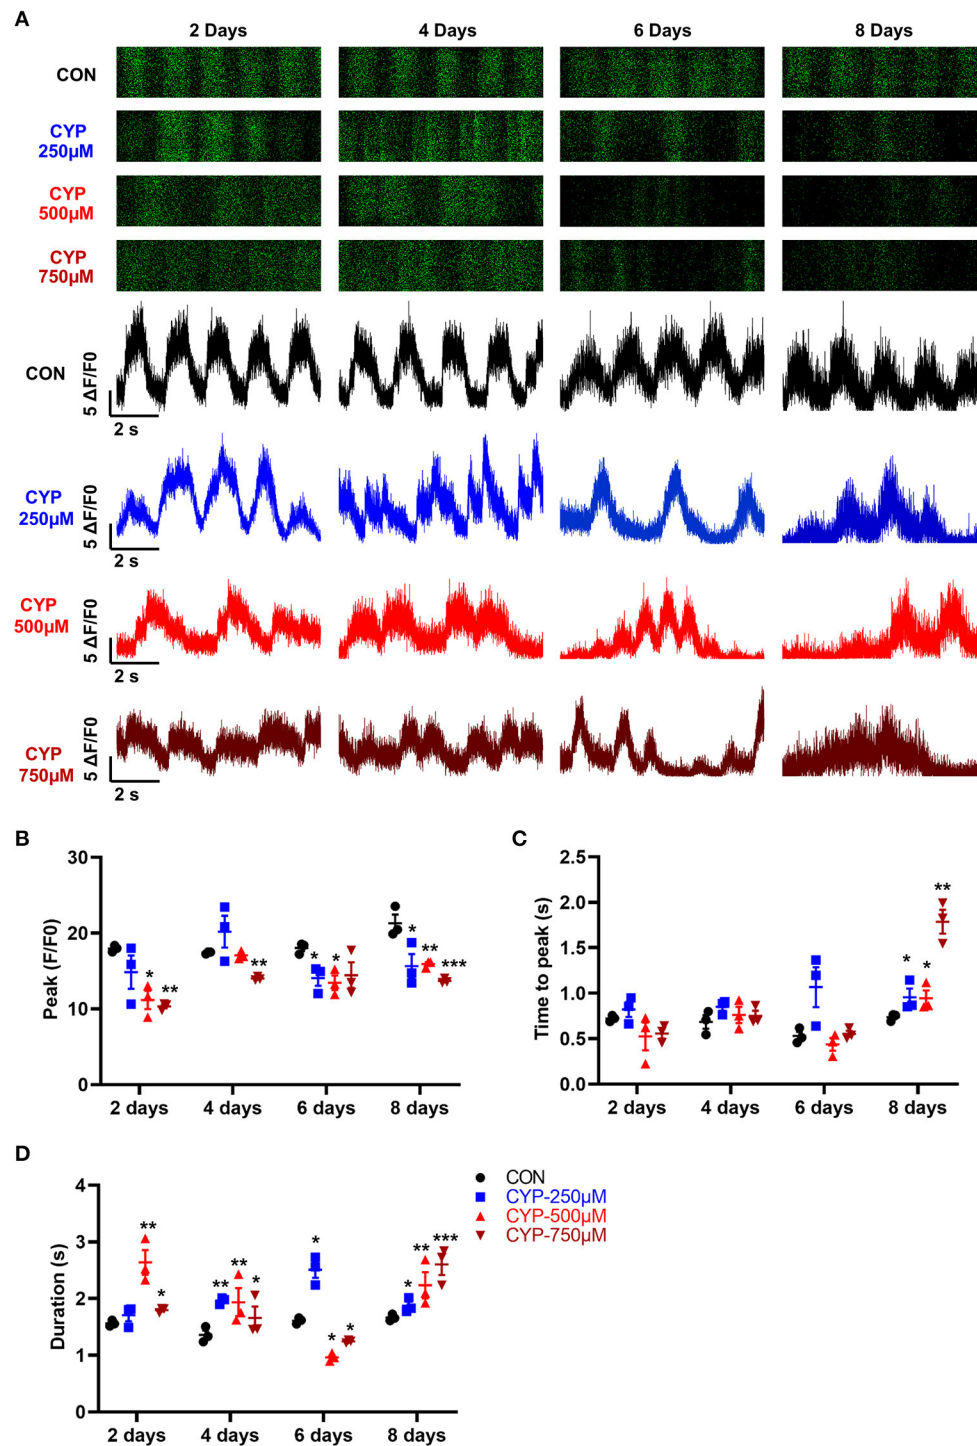 A
2 Days 4 Days 6 Days 8 Days
CON
CYP
250μM
CYP
500μM
CYP
750μM
CON
5 ΔF/F0
2 s
CYP
250μM
5 ΔF/F0
2 s
CYP
500μM
5 ΔF/F0
2 s
CYP
750μM
5 ΔF/F0
2 s
B
Peak (F/F0)
30
20
10
0
* ** ** * * * ** ***
2 days 4 days 6 days 8 days
C
Time to peak (s)
2.5
2.0
1.5
1.0
0.5
0.0
* * **
2 days 4 days 6 days 8 days
D
Duration (s)
4
3
2
1
0
** * ** ** * * * * * ** ***
2 days 4 days 6 days 8 days
CON
CYP-250μM
CYP-500μM
CYP-750μM